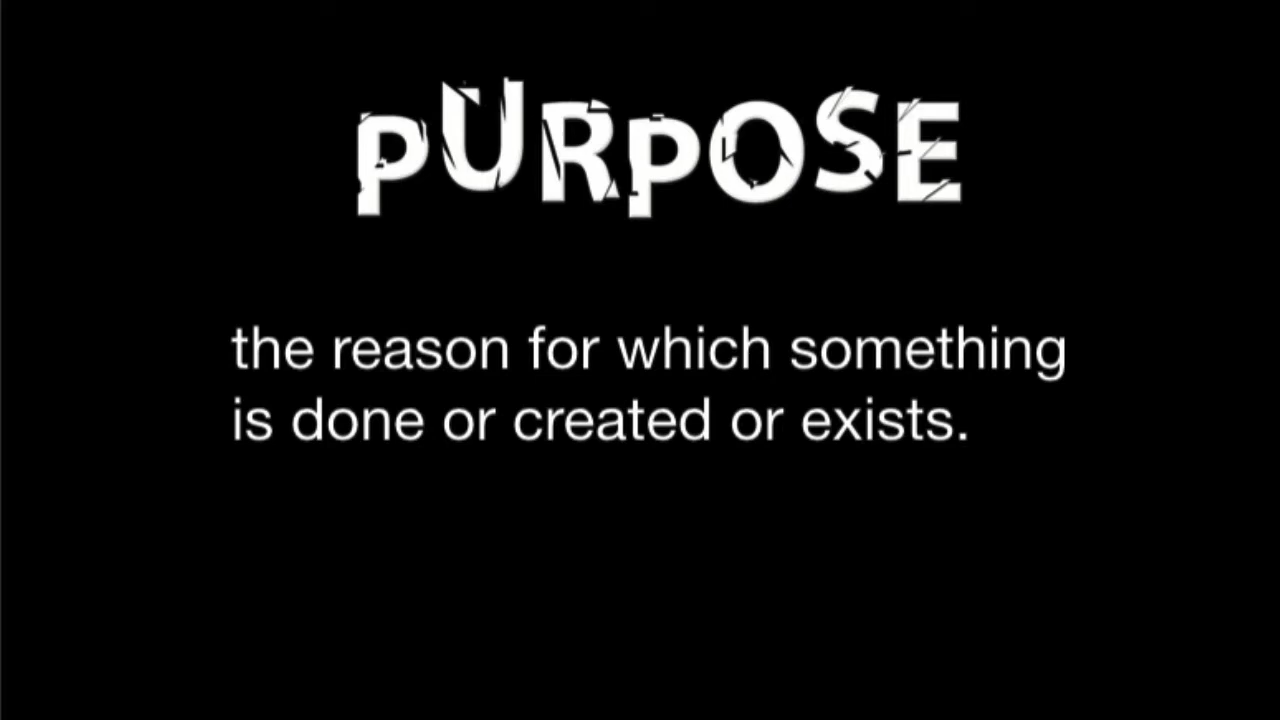 PURPOSE
the reason for which something
is done or created or exists.